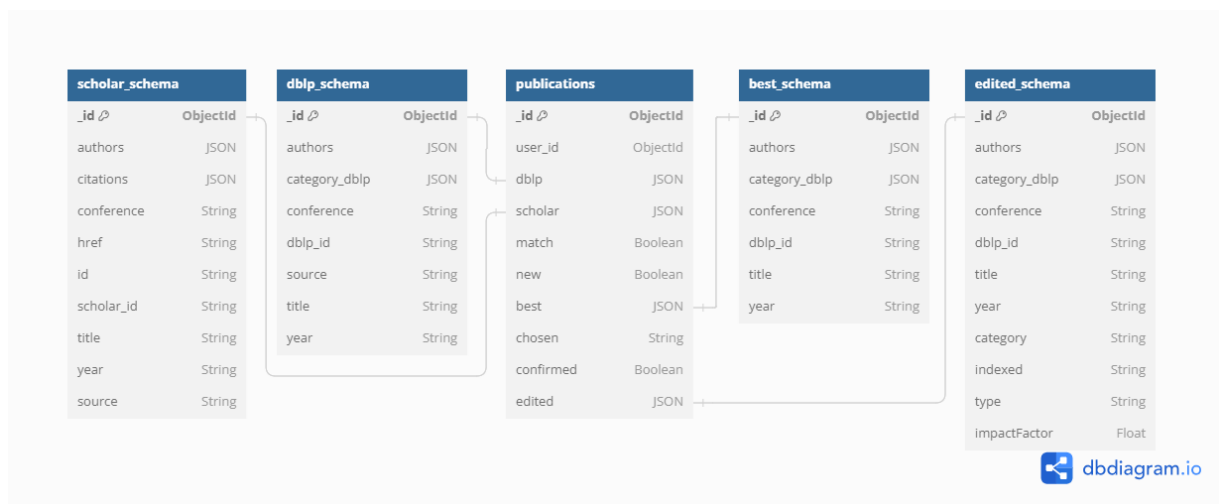 scholar_schema
_id ObjectId
authors JSON
citations JSON
conference String
href String
id String
scholar_id String
title String
year String
source String
dblp_schema
_id ObjectId
authors JSON
category_dblp JSON
conference String
dblp_id String
source String
title String
year String
publications
_id ObjectId
user_id ObjectId
dblp JSON
scholar JSON
match Boolean
new Boolean
best JSON
chosen String
confirmed Boolean
edited JSON
best_schema
_id ObjectId
authors JSON
category_dblp JSON
conference String
dblp_id String
title String
year String
edited_schema
_id ObjectId
authors JSON
category_dblp JSON
conference String
dblp_id String
title String
year String
category String
indexed String
type String
impactFactor Float
dbdiagram.io